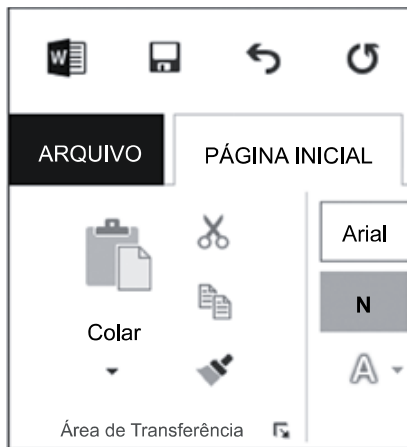 W
ARQUIVO PÁGINA INICIAL
Arial
N
Colar
A
Área de Transferência